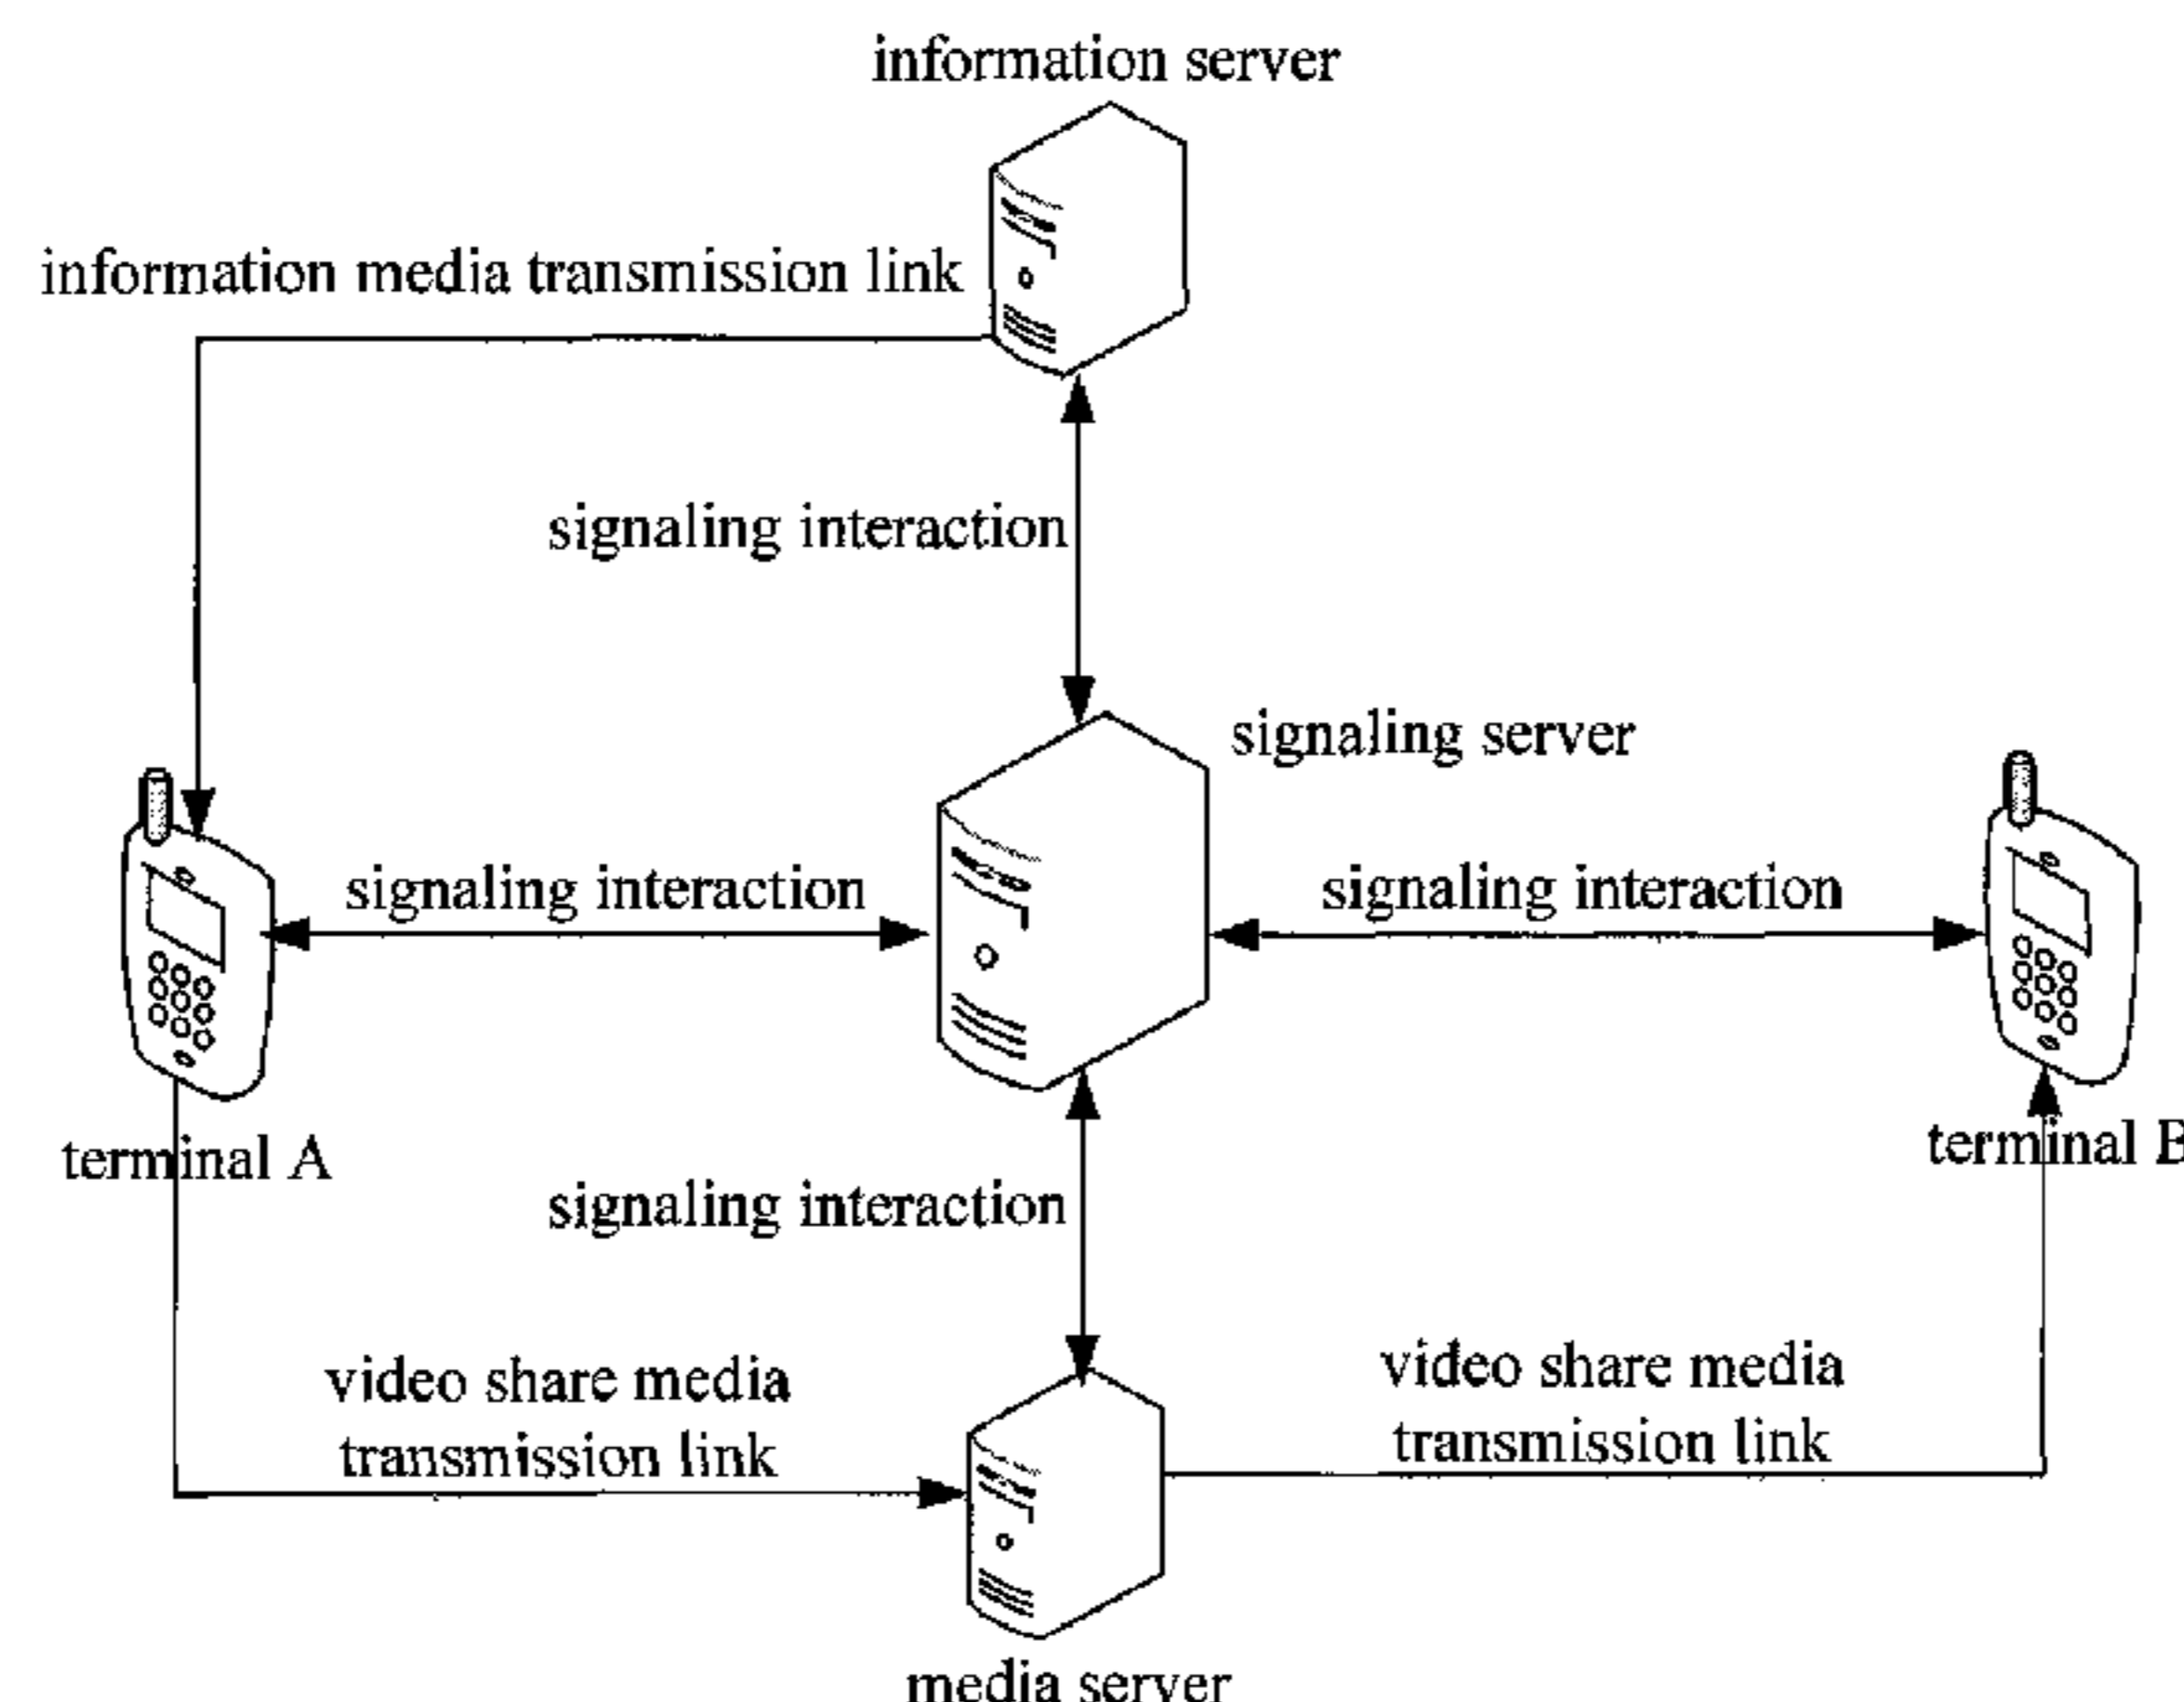 information server
information media transmission link
signaling interaction
signaling server
signaling interaction
signaling interaction
terminal A
terminal B
signaling interaction
video share media
transmission link
video share media
transmission link
media server